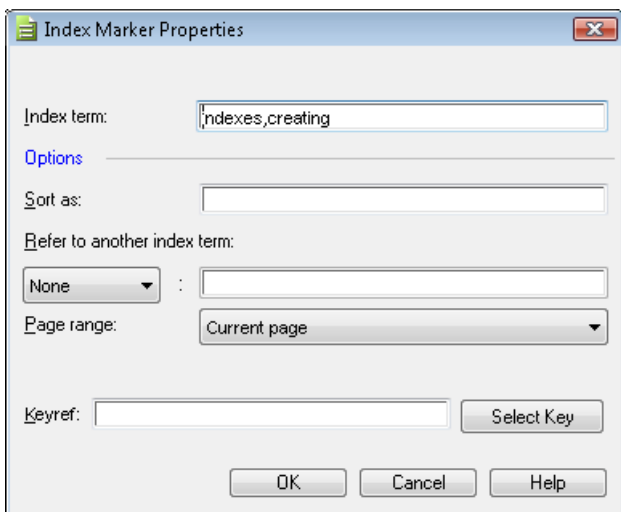 Index Marker Properties
Index term: indexes,creating
Options
Sort as:
Refer to another index term:
None :
Page range: Current page
Keyref: Select Key
OK Cancel Help